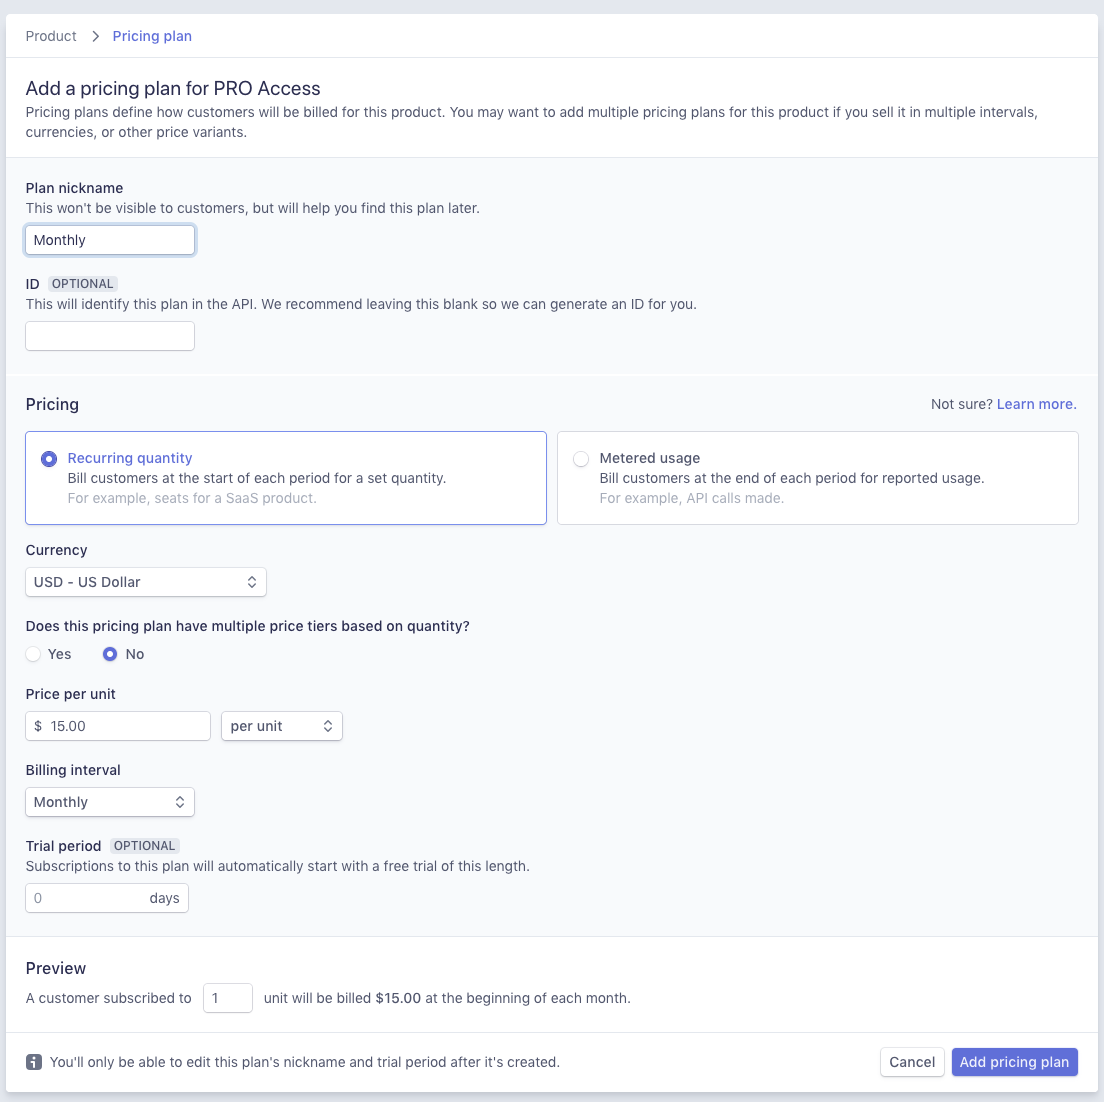 Product > Pricing plan
Add a pricing plan for PRO Access
Pricing plans define how customers will be billed for this product. You may want to add multiple pricing plans for this product if you sell it in multiple intervals,
currencies, or other price variants.
Plan nickname
This won't be visible to customers, but will help you find this plan later.
Monthly
ID OPTIONAL
This will identify this plan in the API. We recommend leaving this blank so we can generate an ID for you.
Pricing
Not sure? Learn more.
Recurring quantity
Bill customers at the start of each period for a set quantity.
For example, seats for a SaaS product.
Metered usage
Bill customers at the end of each period for reported usage.
For example, API calls made.
Currency
USD - US Dollar
Does this pricing plan have multiple price tiers based on quantity?
Yes No
Price per unit
$ 15.00 per unit
Billing interval
Monthly
Trial period OPTIONAL
Subscriptions to this plan will automatically start with a free trial of this length.
0 days
Preview
A customer subscribed to 1 unit will be billed $15.00 at the beginning of each month.
You'll only be able to edit this plan's nickname and trial period after it's created.
Cancel Add pricing plan